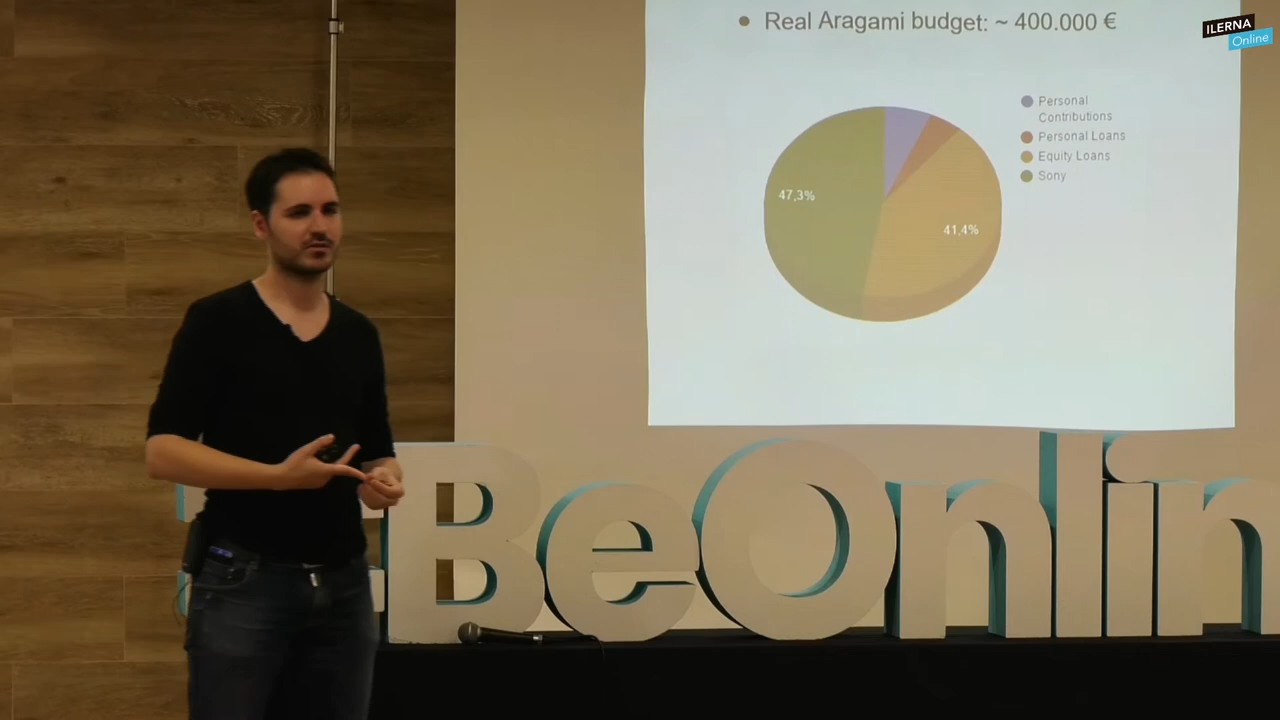 • Real Aragami budget: ~ 400.000 €
ILERNA
Online
Personal
Contributions
Personal Loans
Equity Loans
Sony
47,3%
41,4%
BeOnlin